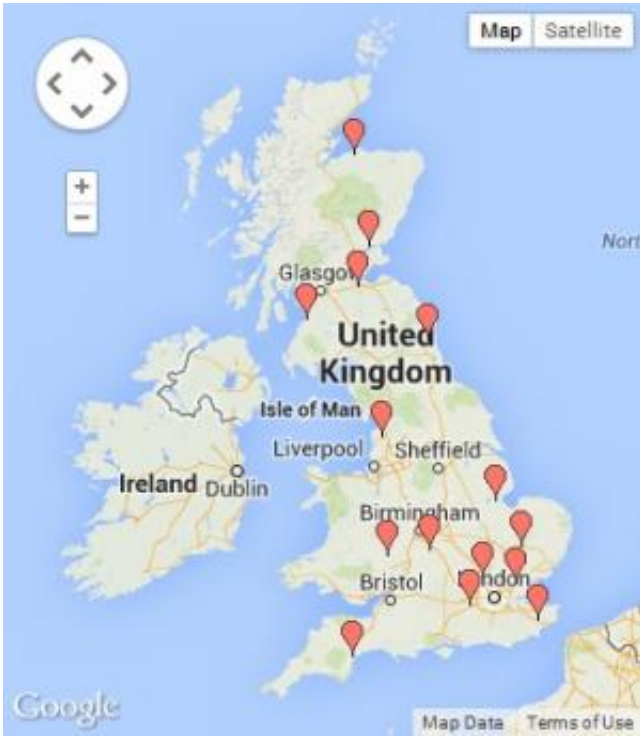 Map Satellite
+
−
Nort
Glasgow
United
Kingdom
Isle of Man
Liverpool Sheffield
Ireland Dublin
Birmingham
Bristol
London
Google
Map Data Terms of Use